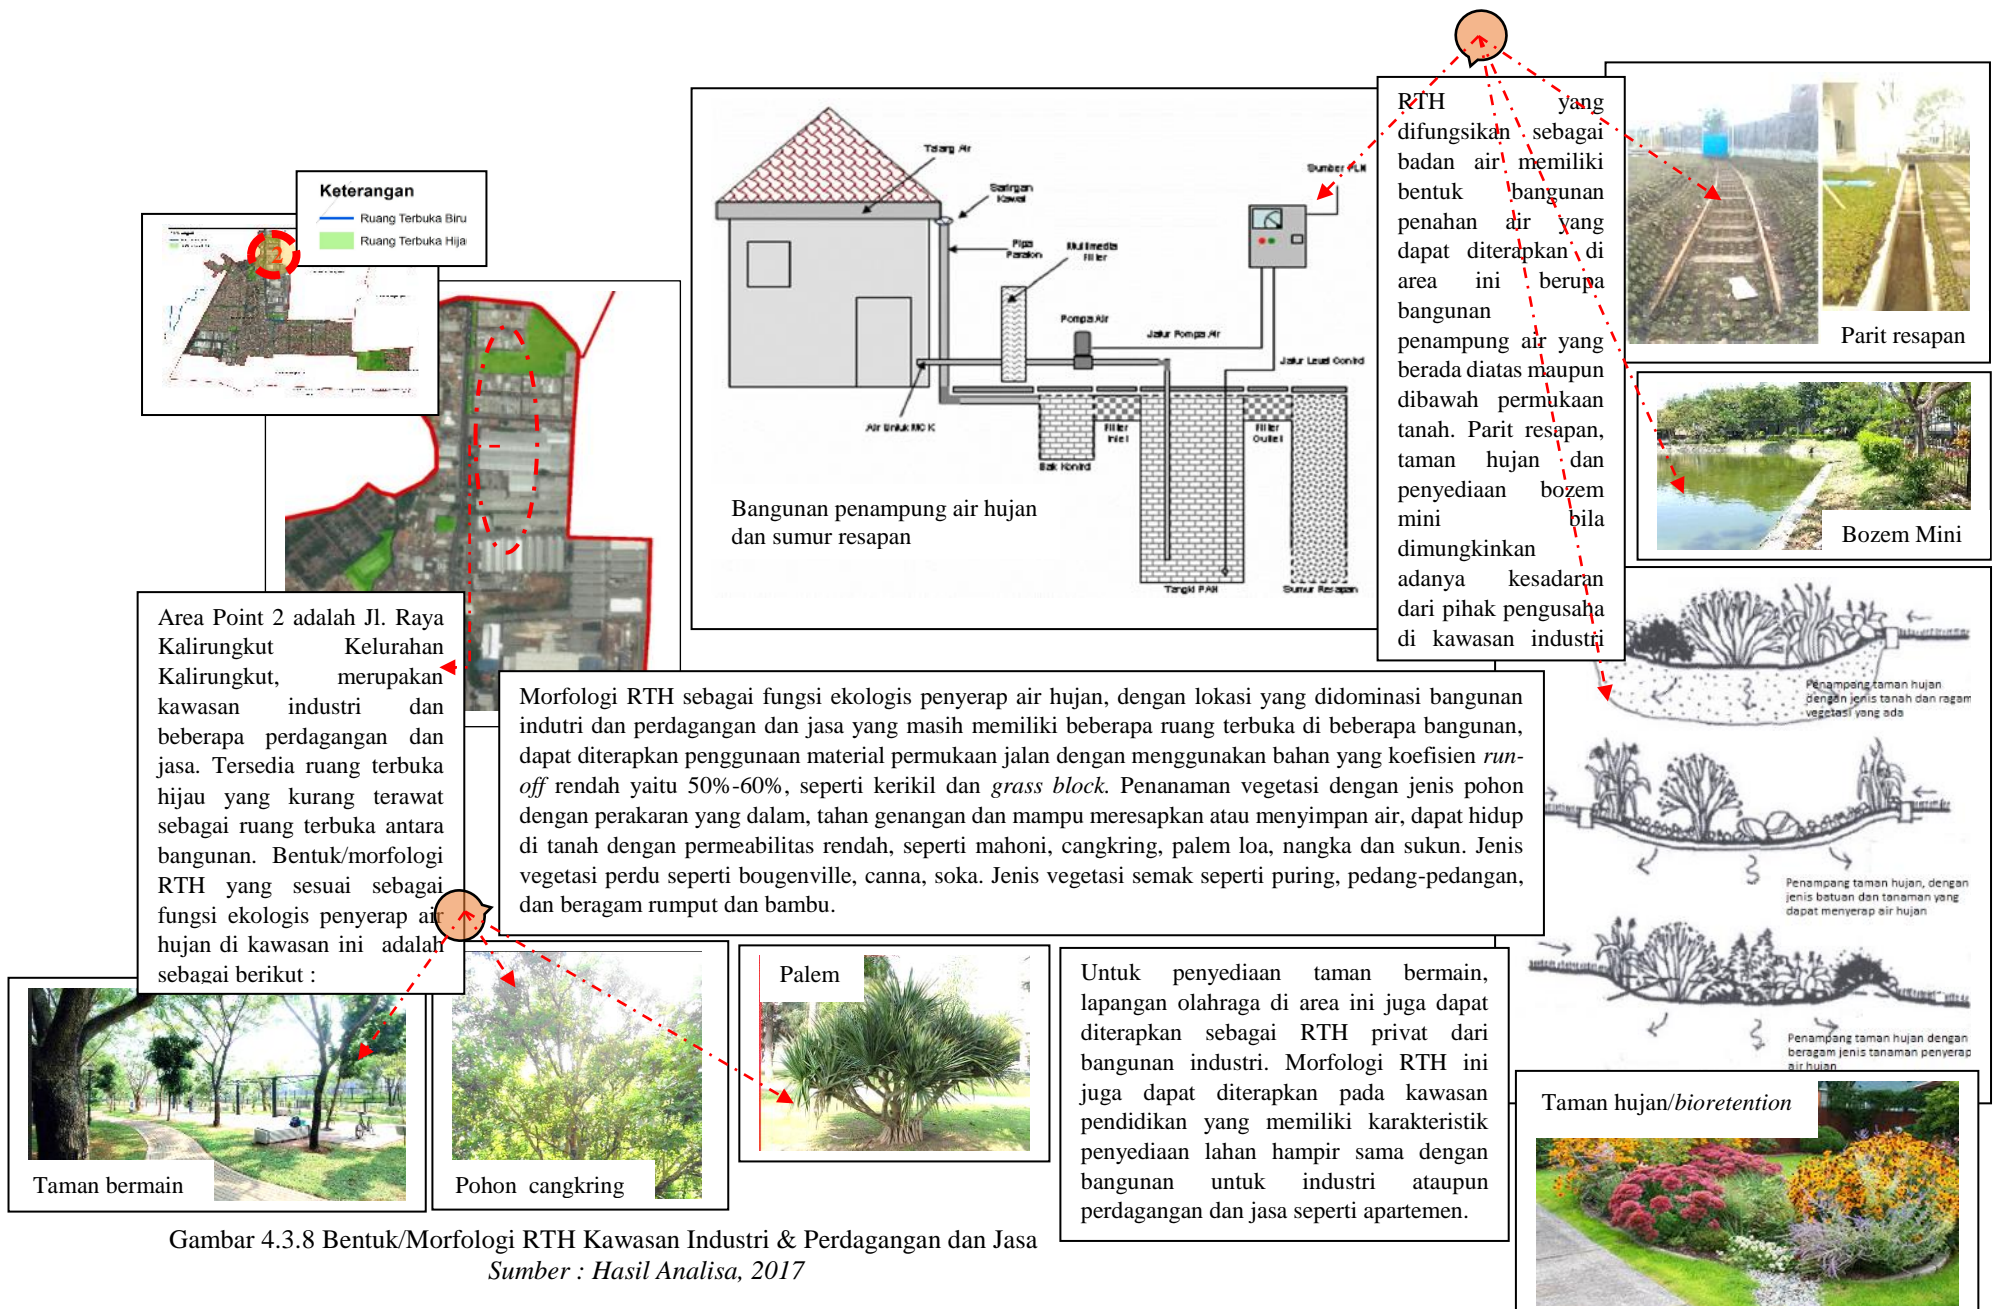 Keterangan
Ruang Terbuka Biru
Ruang Terbuka Hija
2
Talang Air
Saringan
Kawat
Pipa
Paralon
Multimedia
Filter
Sumber PLN
Pompa Air
Jalur Pompa Air
Jalur Level Control
Air Untuk MCK
Bak Kontrol
Filter
Inlet
Filter
Outlet
Tangki PAH
Sumur Resapan
Bangunan penampung air hujan
dan sumur resapan
RTH yang
difungsikan sebagai
badan air memiliki
bentuk bangunan
penahan air yang
dapat diterapkan di
area ini berupa
bangunan
penampung air yang
berada diatas maupun
dibawah permukaan
tanah. Parit resapan,
taman hujan dan
penyediaan bozem
mini bila
dimungkinkan
adanya kesadaran
dari pihak pengusaha
di kawasan industri
Parit resapan
Bozem Mini
Area Point 2 adalah Jl. Raya
Kalirungkut Kelurahan
Kalirungkut, merupakan
kawasan industri dan
beberapa perdagangan dan
jasa. Tersedia ruang terbuka
hijau yang kurang terawat
sebagai ruang terbuka antara
bangunan. Bentuk/morfologi
RTH yang sesuai sebagai
fungsi ekologis penyerap air
hujan di kawasan ini adalah
sebagai berikut :
Morfologi RTH sebagai fungsi ekologis penyerap air hujan, dengan lokasi yang didominasi bangunan
indutri dan perdagangan dan jasa yang masih memiliki beberapa ruang terbuka di beberapa bangunan,
dapat diterapkan penggunaan material permukaan jalan dengan menggunakan bahan yang koefisien run-
off rendah yaitu 50%-60%, seperti kerikil dan grass block. Penanaman vegetasi dengan jenis pohon
dengan perakaran yang dalam, tahan genangan dan mampu meresapkan atau menyimpan air, dapat hidup
di tanah dengan permeabilitas rendah, seperti mahoni, cangkring, palem loa, nangka dan sukun. Jenis
vegetasi perdu seperti bougenville, canna, soka. Jenis vegetasi semak seperti puring, pedang-pedangan,
dan beragam rumput dan bambu.
Penampang taman hujan
dengan jenis tanah dan ragam
vegetasi yang ada
Penampang taman hujan, dengan
jenis batuan dan tanaman yang
dapat menyerap air hujan
Penampang taman hujan dengan
beragam jenis tanaman penyerap
air hujan
Taman bermain
Pohon cangkring
Palem
Untuk penyediaan taman bermain,
lapangan olahraga di area ini juga dapat
diterapkan sebagai RTH privat dari
bangunan industri. Morfologi RTH ini
juga dapat diterapkan pada kawasan
pendidikan yang memiliki karakteristik
penyediaan lahan hampir sama dengan
bangunan untuk industri ataupun
perdagangan dan jasa seperti apartemen.
Taman hujan/bioretention
Gambar 4.3.8 Bentuk/Morfologi RTH Kawasan Industri & Perdagangan dan Jasa
Sumber : Hasil Analisa, 2017